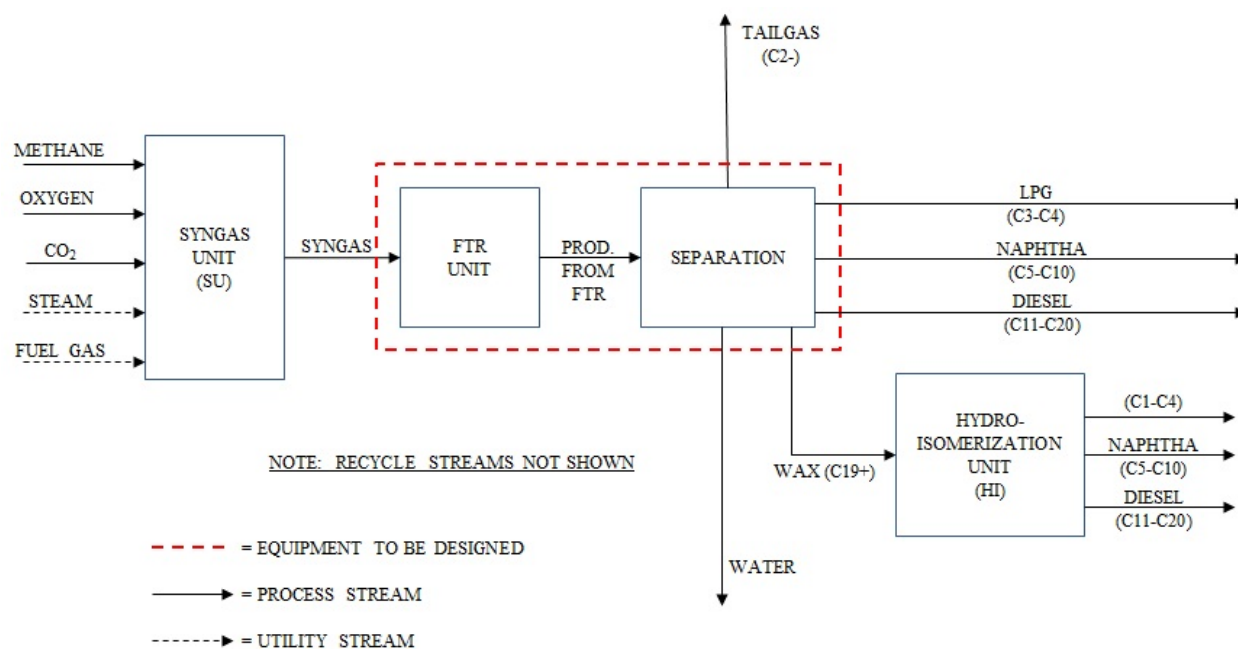 TAILGAS
(C2-)
METHANE
OXYGEN
CO₂
STEAM
FUEL GAS
SYNGAS
UNIT
(SU)
SYNGAS
FTR
UNIT
PROD.
FROM
FTR
SEPARATION
LPG
(C3-C4)
NAPHTHA
(C5-C10)
DIESEL
(C11-C20)
WAX (C19+)
HYDRO-
ISOMERIZATION
UNIT
(HI)
(C1-C4)
NAPHTHA
(C5-C10)
DIESEL
(C11-C20)
WATER
NOTE: RECYCLE STREAMS NOT SHOWN
= EQUIPMENT TO BE DESIGNED
= PROCESS STREAM
= UTILITY STREAM